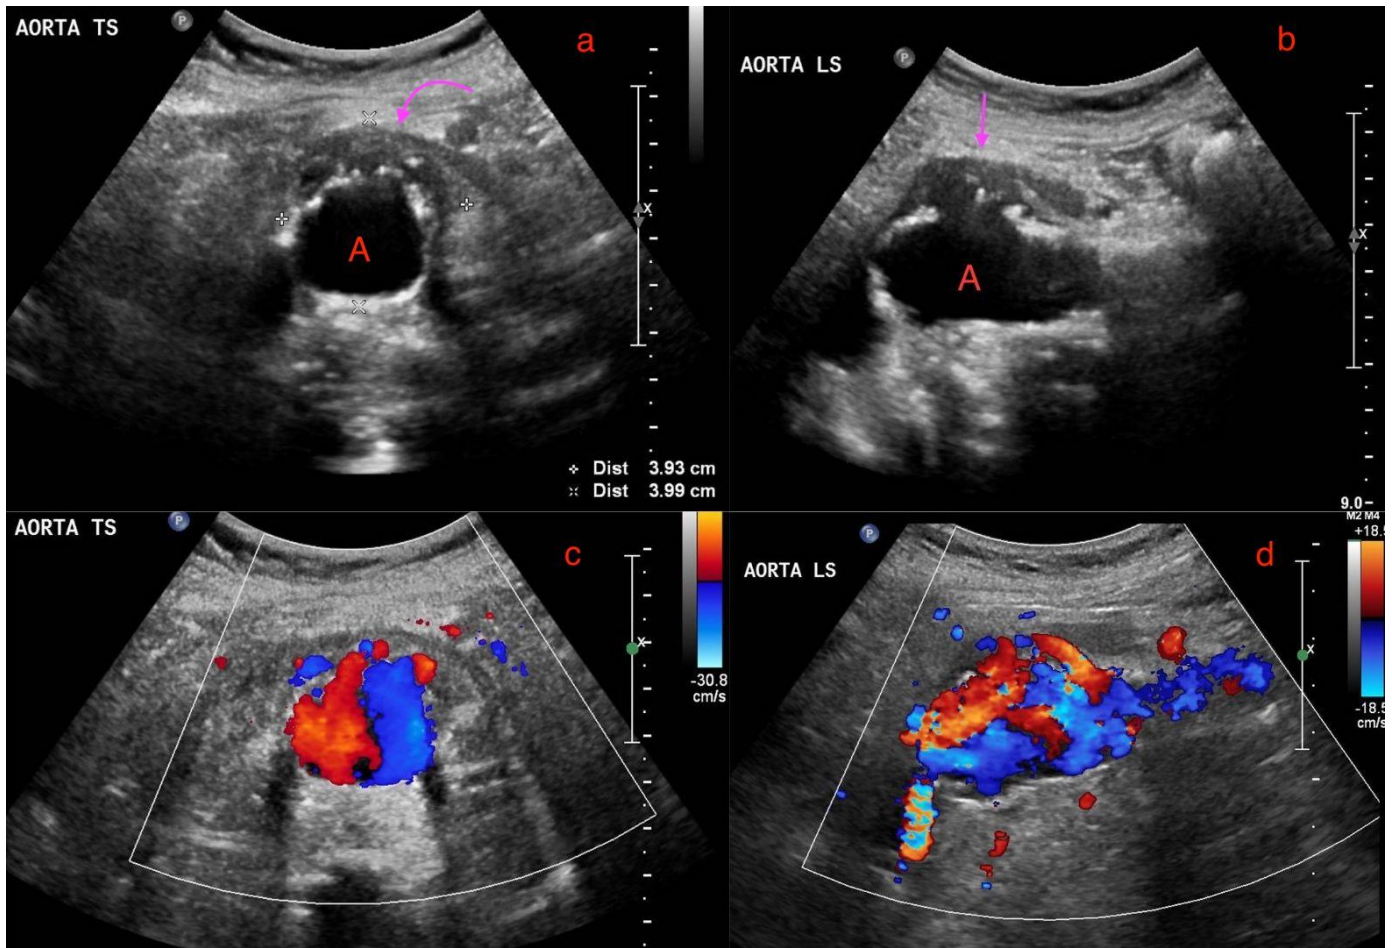 AORTA TS
P
a
X
A
Dist 3.93 cm
Dist 3.99 cm
AORTA LS
P
b
X
A
9.0
AORTA TS
P
c
X
-30.8
cm/s
AORTA LS
P
d
M2 M4
+18.5
X
-18.5
cm/s